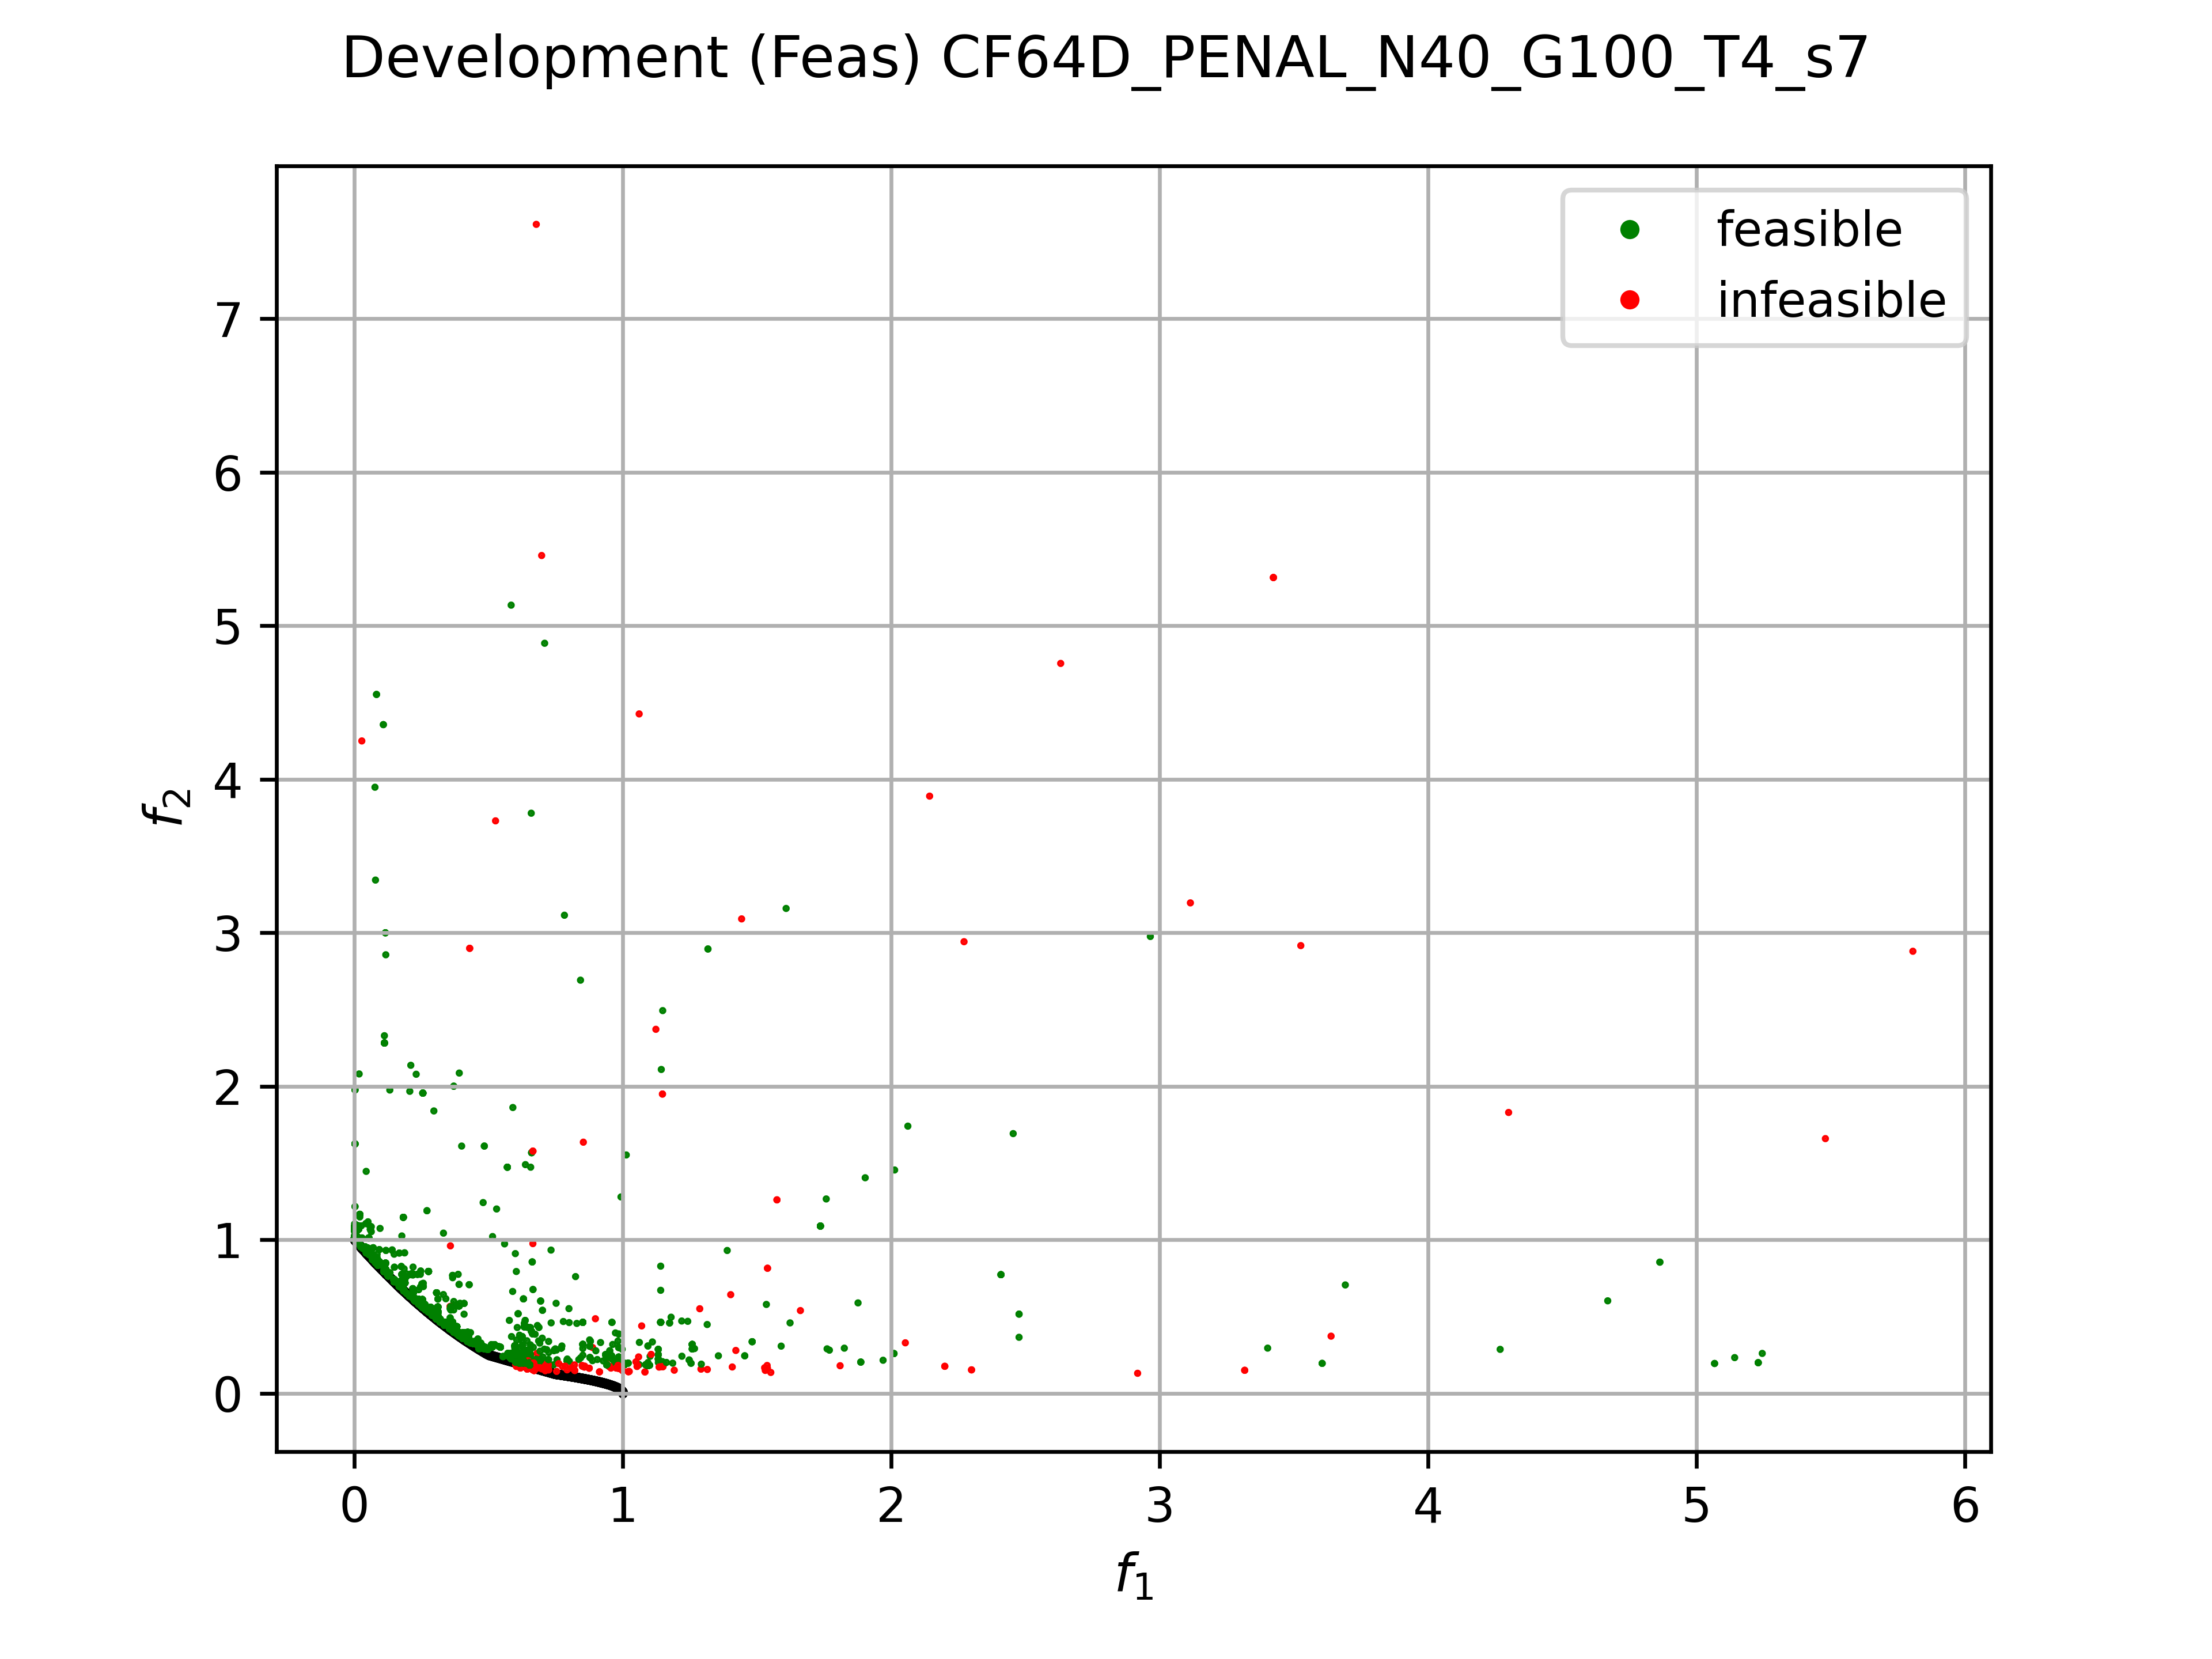 Development (Feas) CF64D_PENAL_N40_G100_T4_s7
feasible
infeasible
7
6
5
4
3
2
1
0
f2
0 1 2 3 4 5 6
f1